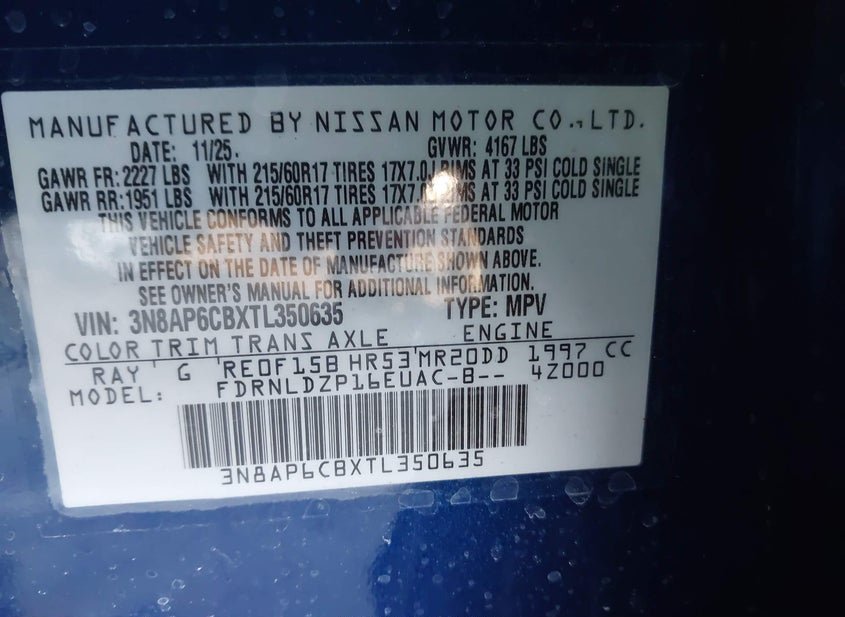 MANUFACTURED BY NISSAN MOTOR CO.,LTD.
DATE: 11/25. GVWR: 4167 LBS
GAWR FR: 2227 LBS WITH 215/60R17 TIRES 17X7.0 RIMS AT 33 PSI COLD SINGLE
GAWR RR: 1951 LBS WITH 215/60R17 TIRES 17X7.0 RIMS AT 33 PSI COLD SINGLE
THIS VEHICLE CONFORMS TO ALL APPLICABLE FEDERAL MOTOR
VEHICLE SAFETY AND THEFT PREVENTION STANDARDS
IN EFFECT ON THE DATE OF MANUFACTURE SHOWN ABOVE.
SEE OWNER'S MANUAL FOR ADDITIONAL INFORMATION.
VIN: 3N8AP6CBXTL350635 TYPE: MPV
COLOR TRIM TRANS AXLE ENGINE
RAY G RE0F15B HR53 MR20DD 1997 CC
MODEL: FDRNLDZP16EUAC-B-- 4Z000
3N8AP6CBXTL350635